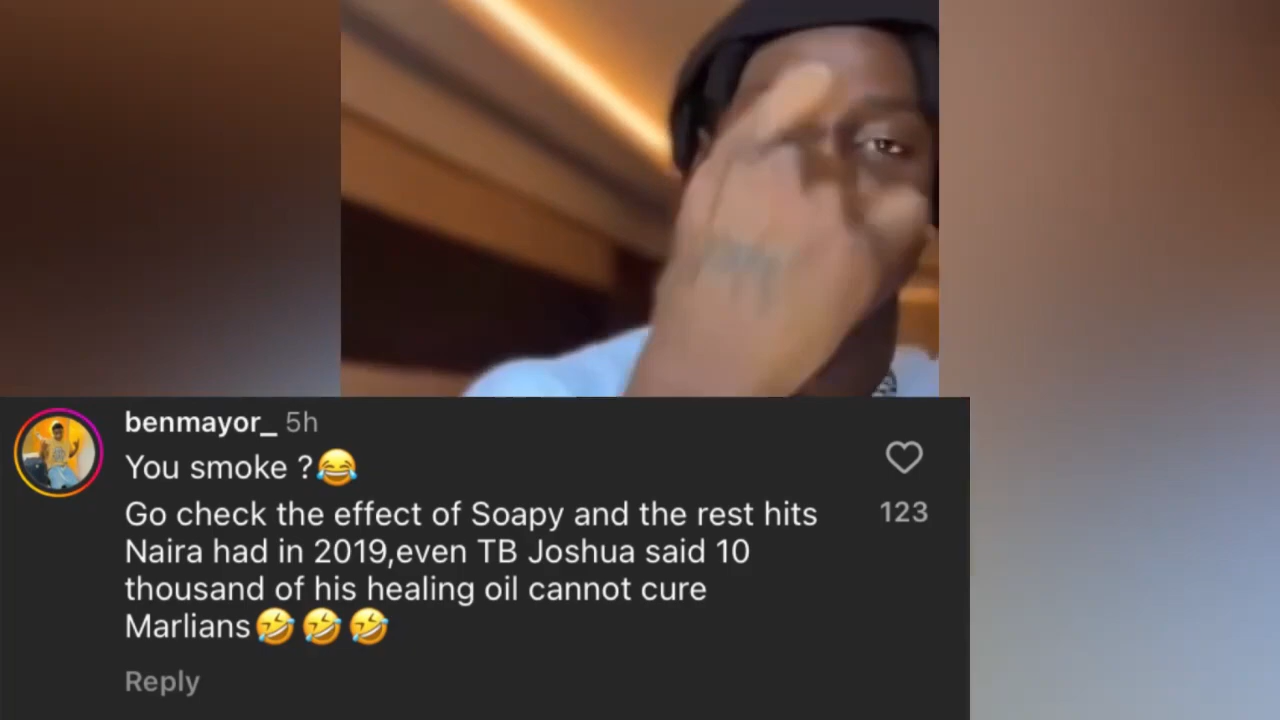 benmayor_ 5h
You smoke ?😂
Go check the effect of Soapy and the rest hits
123
Naira had in 2019,even TB Joshua said 10
thousand of his healing oil cannot cure
Marlians🤣🤣🤣
Reply